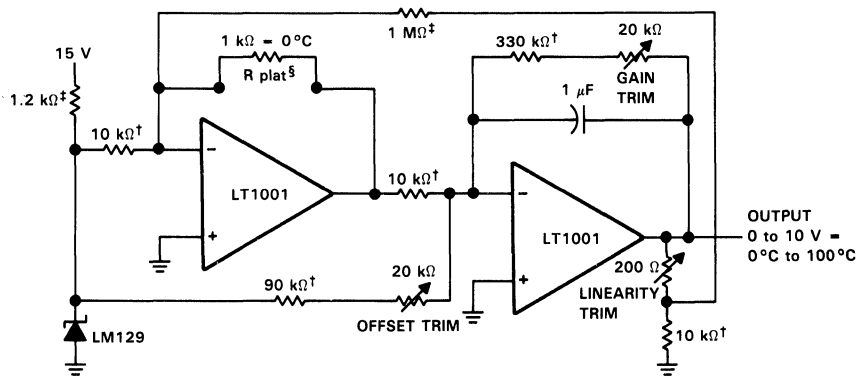 1 MΩ‡
1 kΩ = 0°C
R plat§
15 V
1.2 kΩ‡
10 kΩ†
330 kΩ†
20 kΩ
GAIN
TRIM
1 μF
−
LT1001
+
10 kΩ†
−
LT1001
+
OUTPUT
0 to 10 V =
0°C to 100°C
90 kΩ†
20 kΩ
OFFSET TRIM
200 Ω
LINEARITY
TRIM
10 kΩ†
LM129